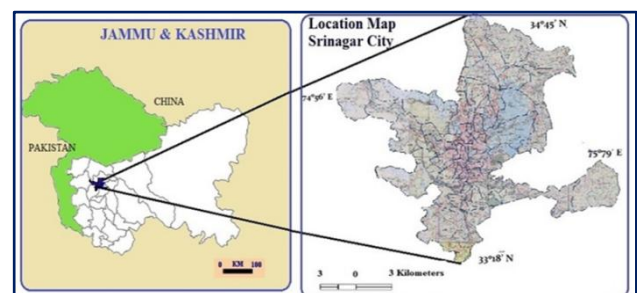 JAMMU & KASHMIR
CHINA
PAKISTAN
0 KM 100
Location Map
Srinagar City
34°45' N
74°56' E
75°79' E
33°18' N
3 0 3 Kilometers